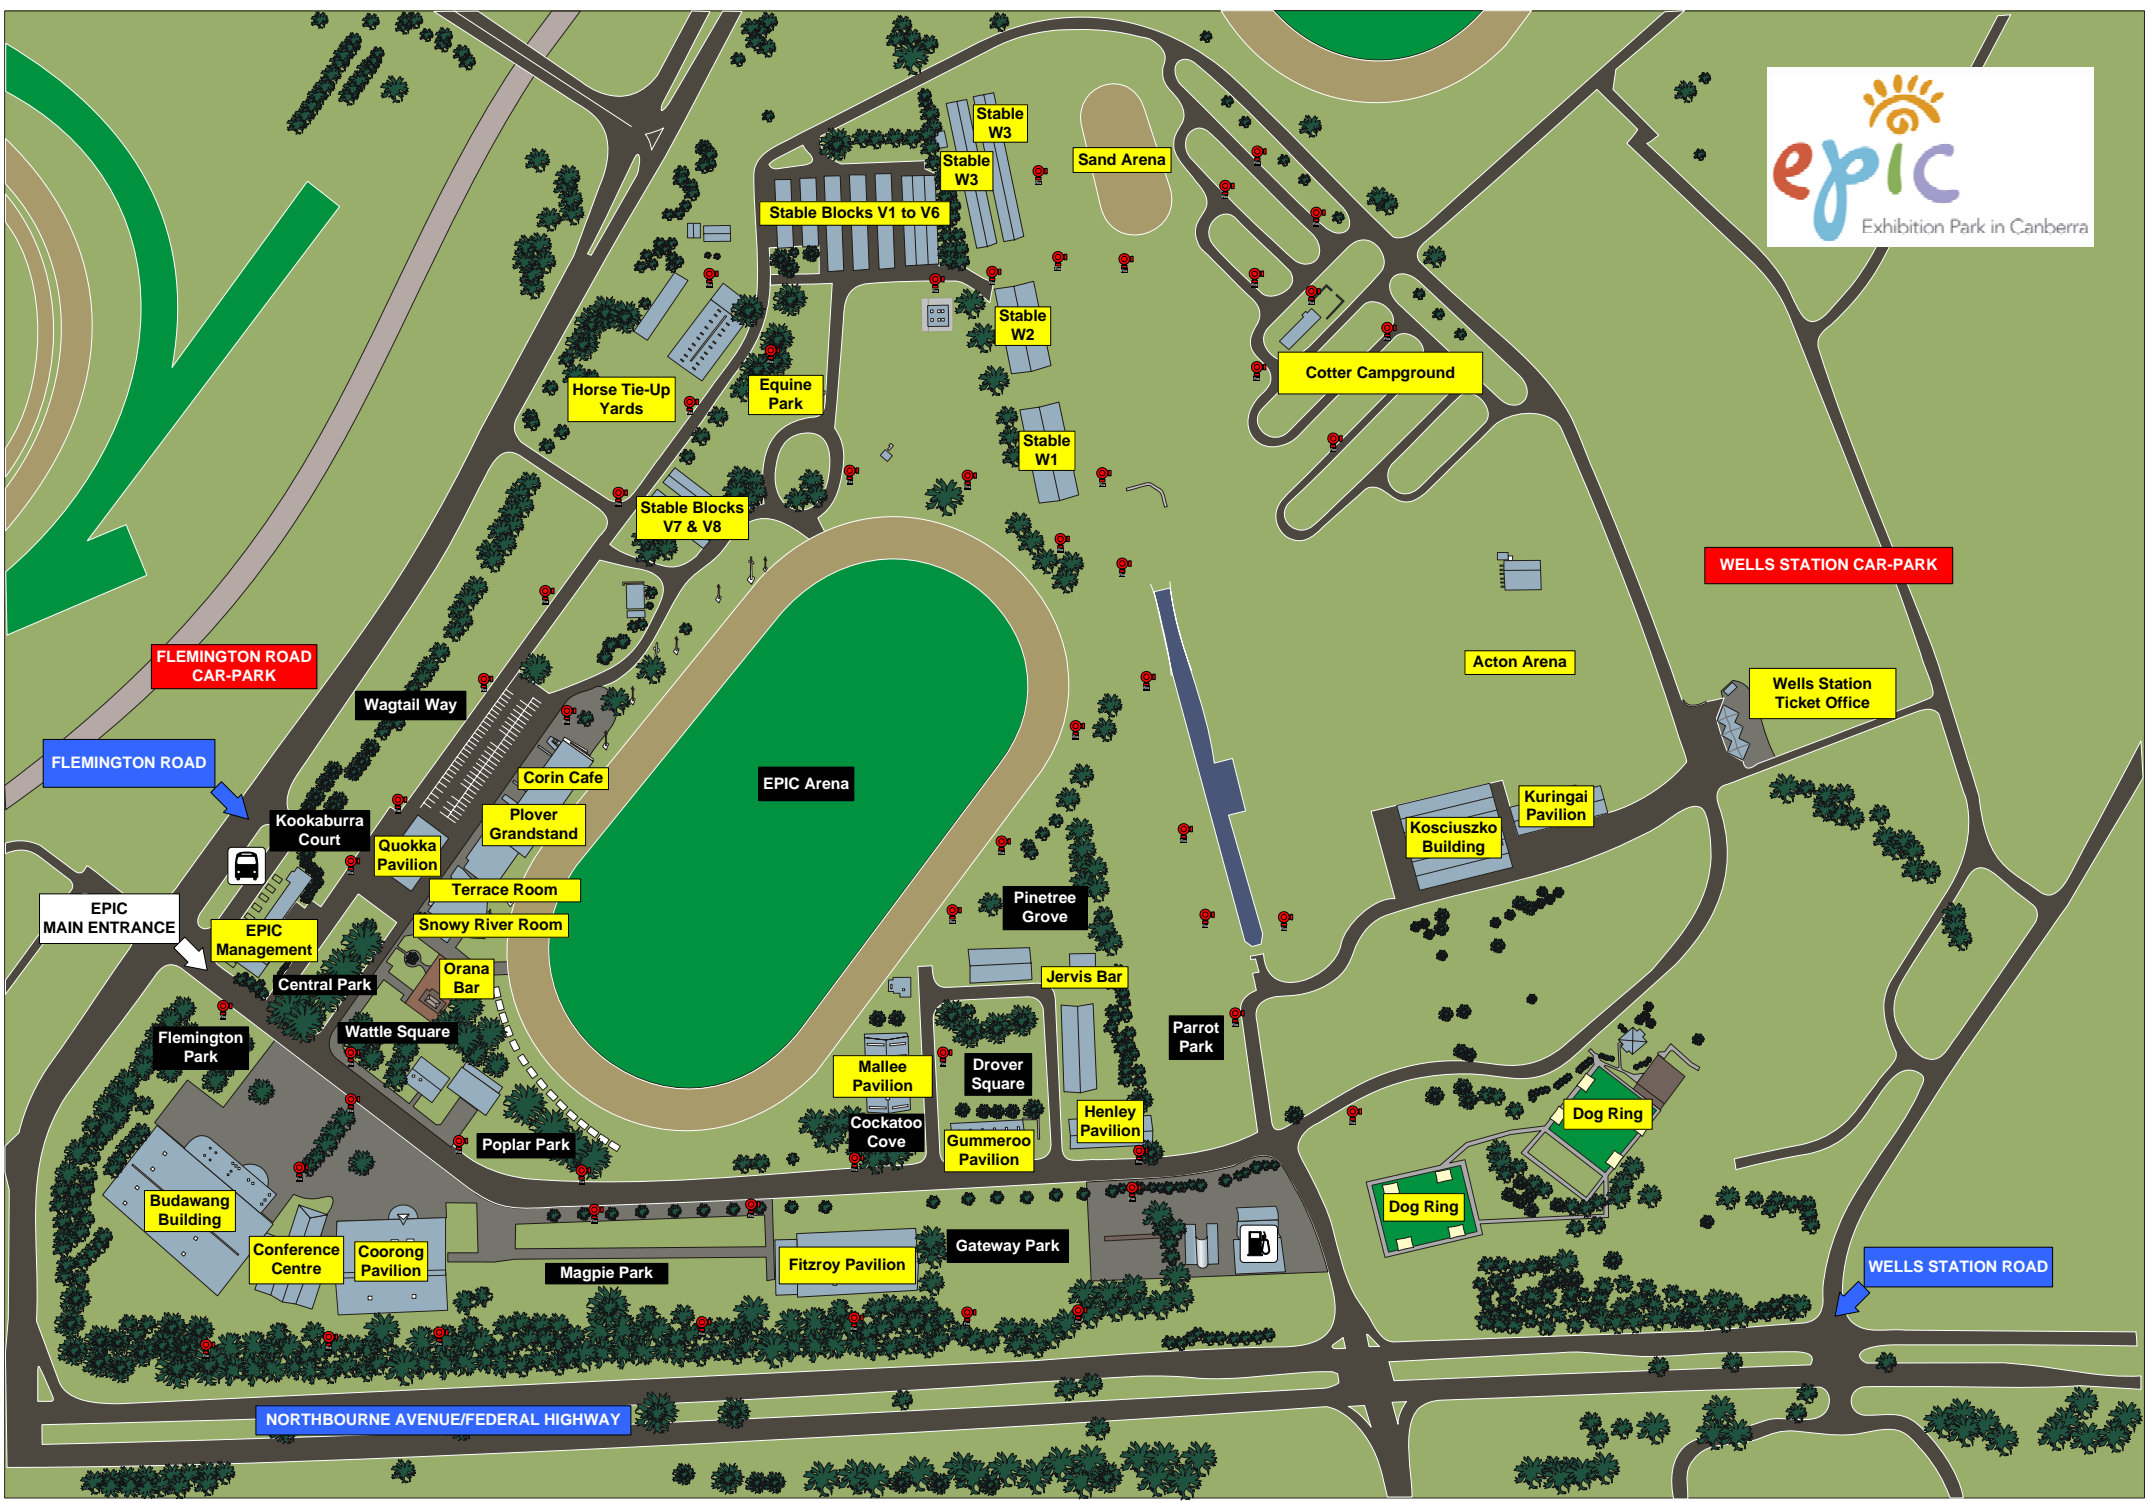 epic
Exhibition Park in Canberra
Stable
W3
Stable
W3
Sand Arena
Stable Blocks V1 to V6
Stable
W2
Cotter Campground
Horse Tie-Up
Yards
Equine
Park
Stable
W1
Stable Blocks
V7 & V8
WELLS STATION CAR-PARK
FLEMINGTON ROAD
CAR-PARK
Acton Arena
Wells Station
Ticket Office
Wagtail Way
FLEMINGTON ROAD
Corin Cafe
EPIC Arena
Kookaburra
Court
Plover
Grandstand
Kuringai
Pavilion
Kosciuszko
Building
Quokka
Pavilion
Terrace Room
EPIC
MAIN ENTRANCE
Pinetree
Grove
Snowy River Room
EPIC
Management
Orana
Bar
Jervis Bar
Central Park
Wattle Square
Flemington
Park
Parrot
Park
Mallee
Pavilion
Drover
Square
Dog Ring
Henley
Pavilion
Cockatoo
Cove
Poplar Park
Gummeroo
Pavilion
Budawang
Building
Dog Ring
Conference
Centre
Coorong
Pavilion
Gateway Park
Fitzroy Pavilion
Magpie Park
WELLS STATION ROAD
NORTHBOURNE AVENUE/FEDERAL HIGHWAY